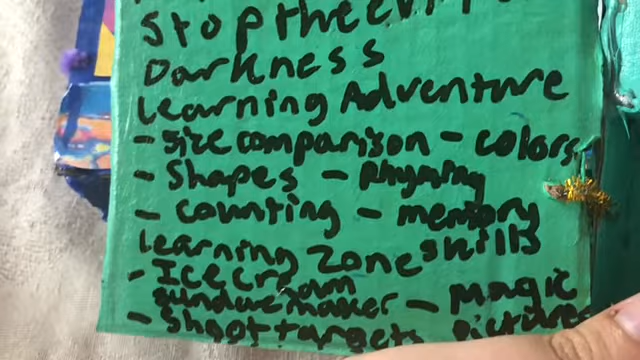 Stop the
Darkness
Learning Adventure
- Size comparison - colors
- Shapes - Rhyming
- Counting - memory
skills
Learning Zone
- Ice cream - Magic
sundae maker Pictures
- Shoot targets